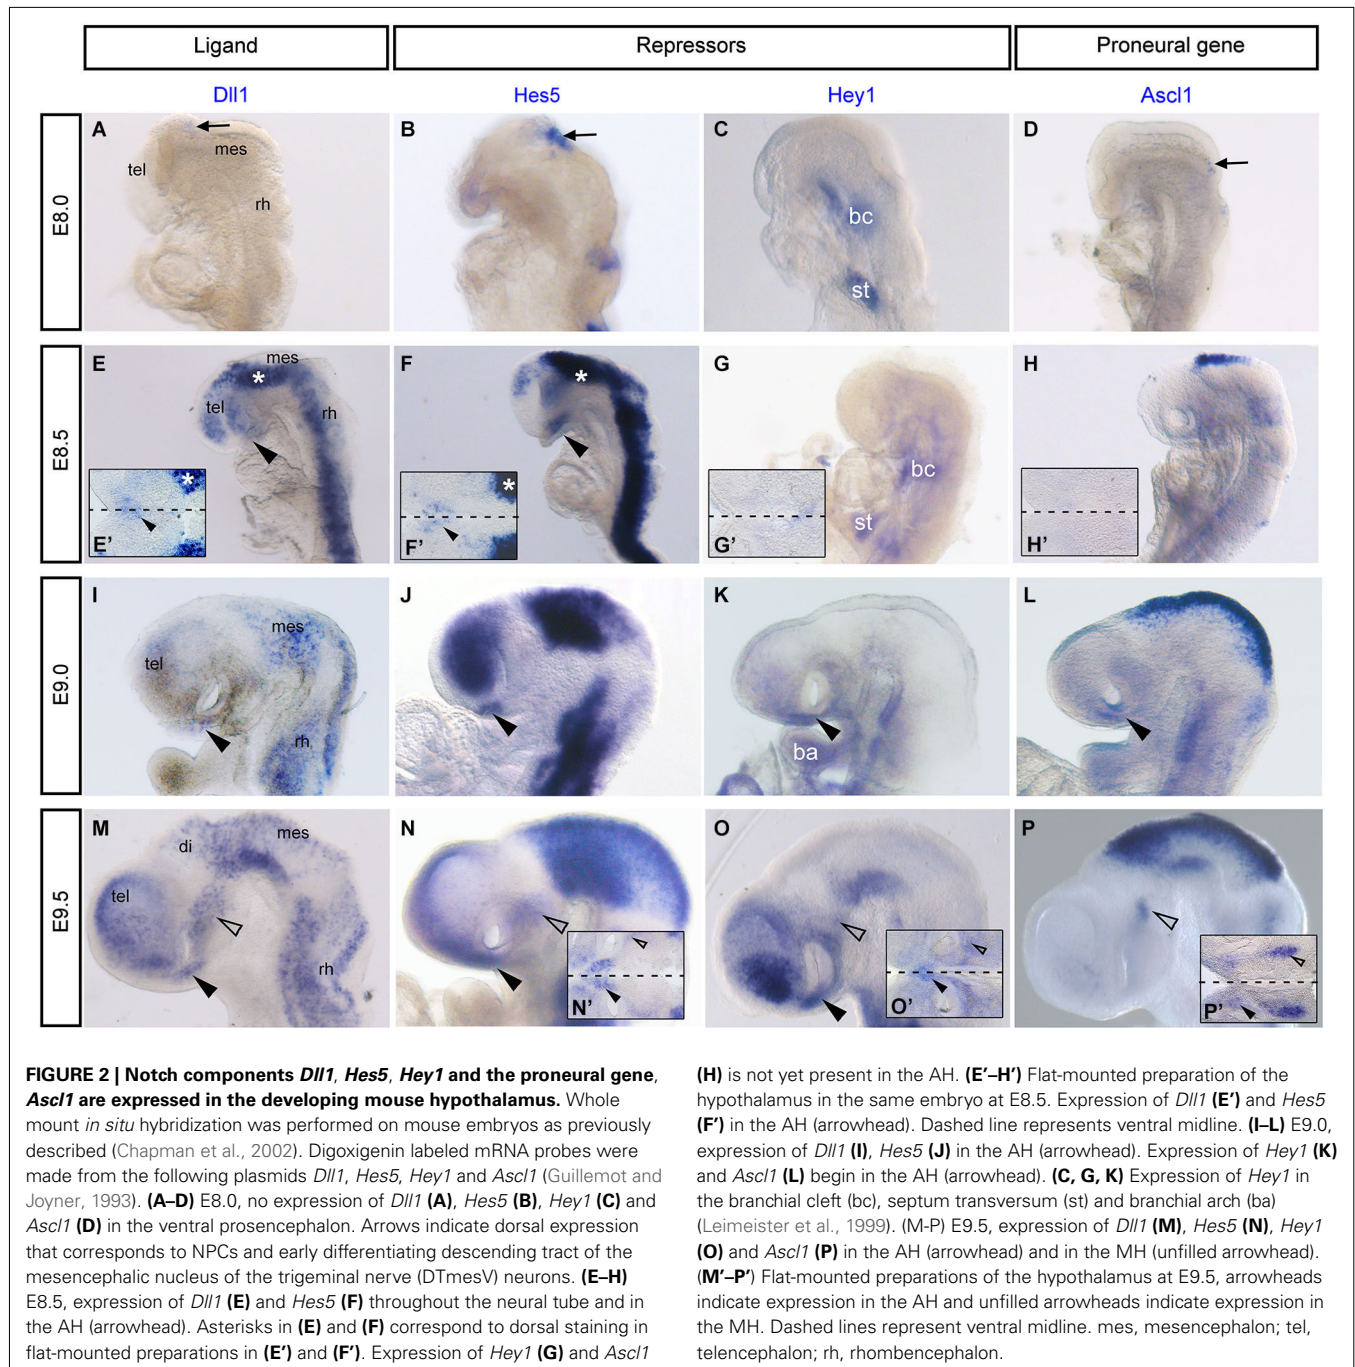 Ligand
Repressors
Proneural gene
Dll1
Hes5
Hey1
Ascl1
E8.0
A
tel
mes
rh
B
C
bc
st
D
E8.5
E
mes
*
tel
rh
*
E’
F
*
*
F’
G
bc
st
G’
H
H’
E9.0
I
mes
tel
rh
J
K
ba
L
E9.5
M
di
mes
tel
rh
N
N’
O
O’
P
P’
FIGURE 2 | Notch components Dll1, Hes5, Hey1 and the proneural gene,
Ascl1 are expressed in the developing mouse hypothalamus. Whole
mount in situ hybridization was performed on mouse embryos as previously
described (Chapman et al., 2002). Digoxigenin labeled mRNA probes were
made from the following plasmids Dll1, Hes5, Hey1 and Ascl1 (Guillemot and
Joyner, 1993). (A–D) E8.0, no expression of Dll1 (A), Hes5 (B), Hey1 (C) and
Ascl1 (D) in the ventral prosencephalon. Arrows indicate dorsal expression
that corresponds to NPCs and early differentiating descending tract of the
mesencephalic nucleus of the trigeminal nerve (DTmesV) neurons. (E–H)
E8.5, expression of Dll1 (E) and Hes5 (F) throughout the neural tube and in
the AH (arrowhead). Asterisks in (E) and (F) correspond to dorsal staining in
flat-mounted preparations in (E’) and (F’). Expression of Hey1 (G) and Ascl1
(H) is not yet present in the AH. (E’–H’) Flat-mounted preparation of the
hypothalamus in the same embryo at E8.5. Expression of Dll1 (E’) and Hes5
(F’) in the AH (arrowhead). Dashed line represents ventral midline. (I–L) E9.0,
expression of Dll1 (I), Hes5 (J) in the AH (arrowhead). Expression of Hey1 (K)
and Ascl1 (L) begin in the AH (arrowhead). (C, G, K) Expression of Hey1 in
the branchial cleft (bc), septum transversum (st) and branchial arch (ba)
(Leimeister et al., 1999). (M-P) E9.5, expression of Dll1 (M), Hes5 (N), Hey1
(O) and Ascl1 (P) in the AH (arrowhead) and in the MH (unfilled arrowhead).
(M’–P’) Flat-mounted preparations of the hypothalamus at E9.5, arrowheads
indicate expression in the AH and unfilled arrowheads indicate expression in
the MH. Dashed lines represent ventral midline. mes, mesencephalon; tel,
telencephalon; rh, rhombencephalon.